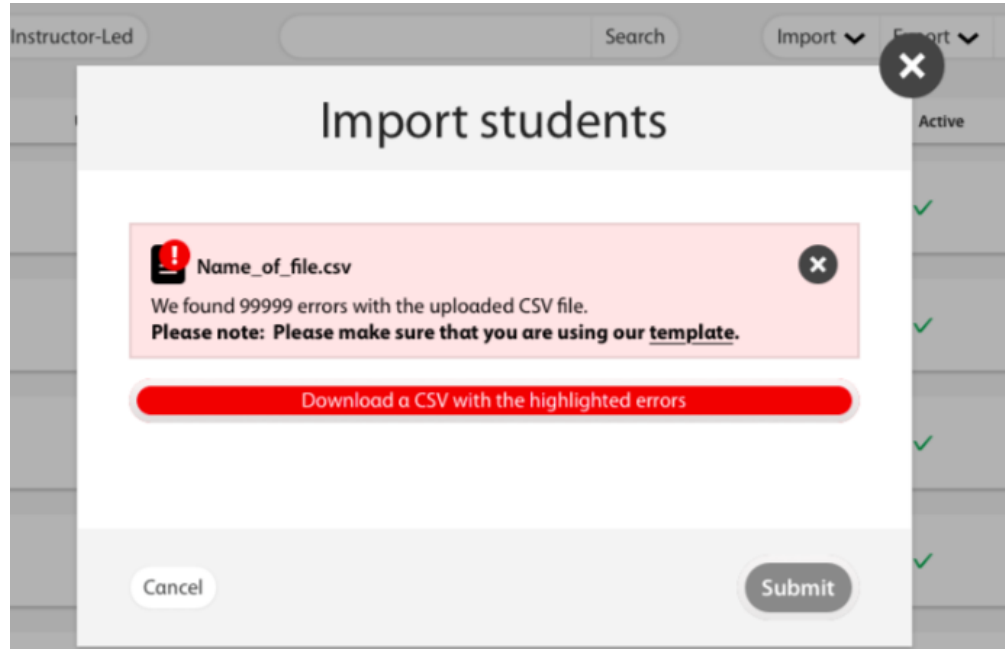 Instructor-Led
Search
Import
Import students
Active
Name_of_file.csv
We found 99999 errors with the uploaded CSV file.
Please note: Please make sure that you are using our template.
Download a CSV with the highlighted errors
Cancel
Submit